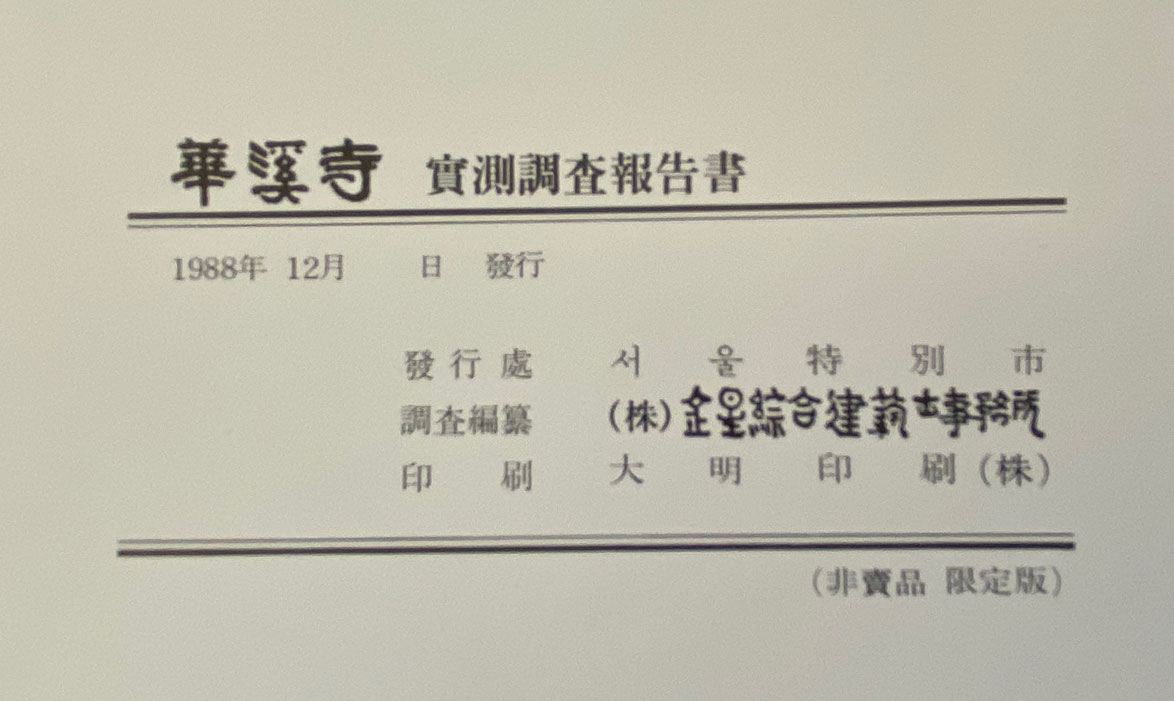 華溪寺 實測調査報告書
1988年 12月 日 發行
發行處 서울特別市
調査編纂 (株)企星綜合建築士事務所
印刷 大明印刷(株)
(非賣品 限定版)